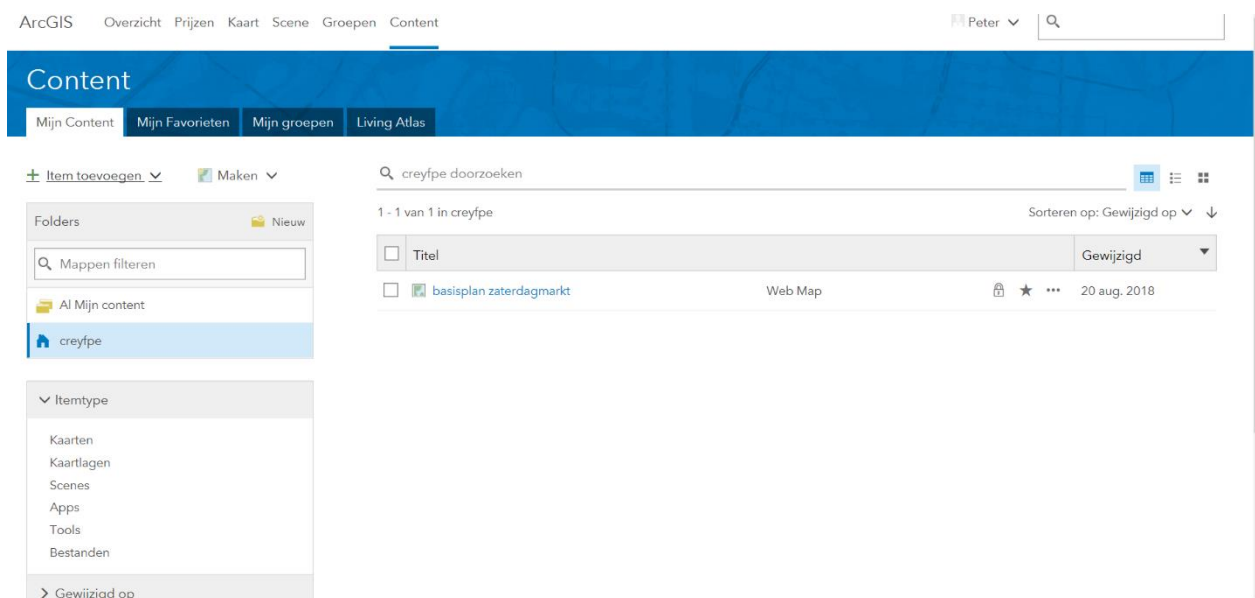 ArcGIS Overzicht Prijzen Kaart Scene Groepen Content Peter
Content
Mijn Content Mijn Favorieten Mijn groepen Living Atlas
Item toevoegen Maken
creyfpe doorzoeken
Folders Nieuw
1 - 1 van 1 in creyfpe Sorteren op: Gewijzigd op
Mappen filteren
Titel Gewijzigd
Al Mijn content
basisplan zaterdagmarkt Web Map 20 aug. 2018
creyfpe
Itemtype
Kaarten
Kaartlagen
Scenes
Apps
Tools
Bestanden
Gewijzigd op